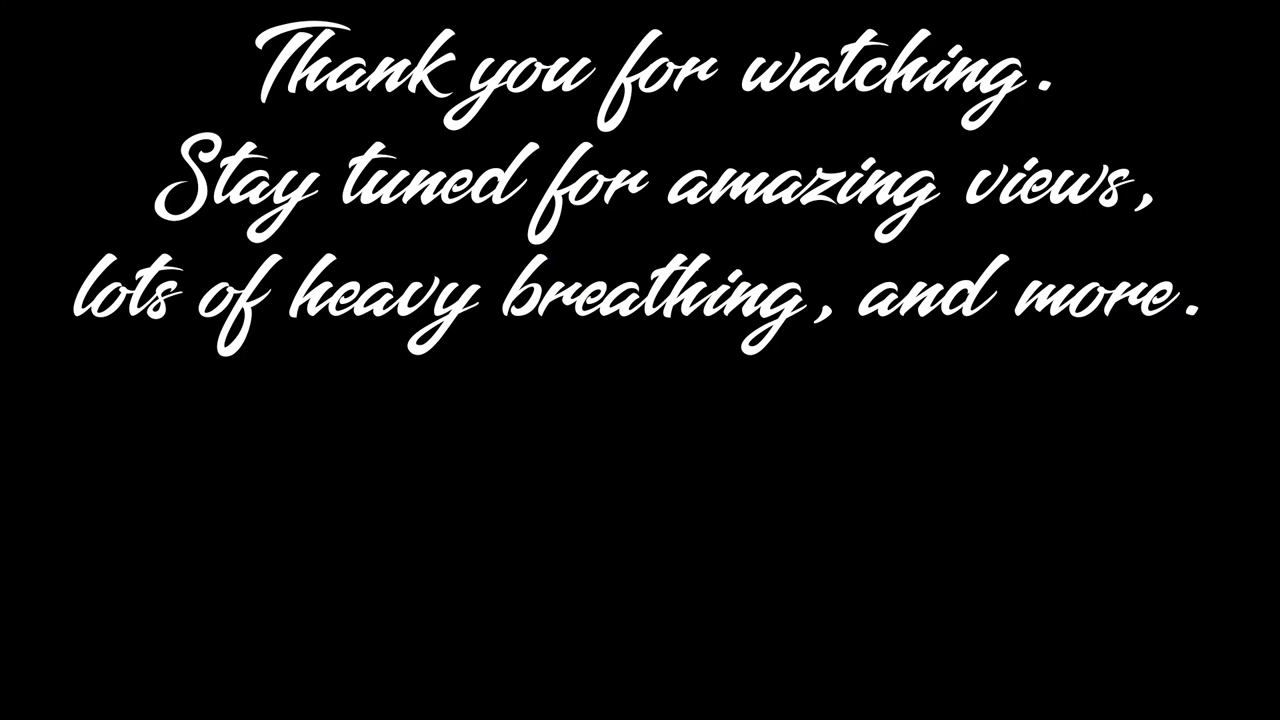 Thank you for watching.
Stay tuned for amazing views,
lots of heavy breathing, and more.